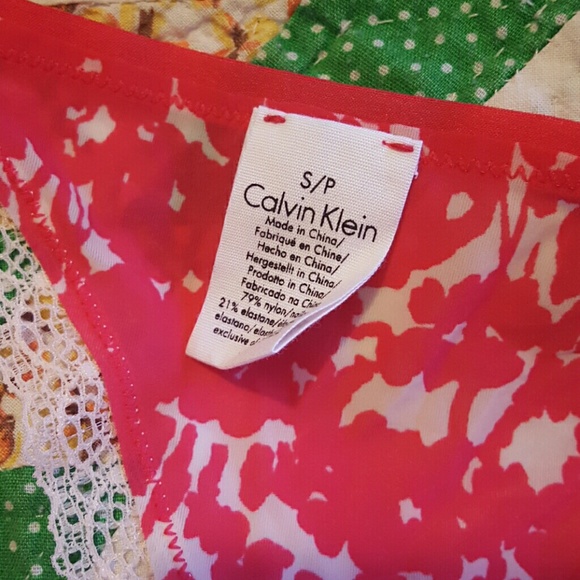 S/P
Calvin Klein
Made in China/
Fabriqué en Chine/
Hecho en China/
Hergestellt in China/
Prodotto in China/
Fabricado na China
79% nylon/
21% elastane/
elastano/
exclusive